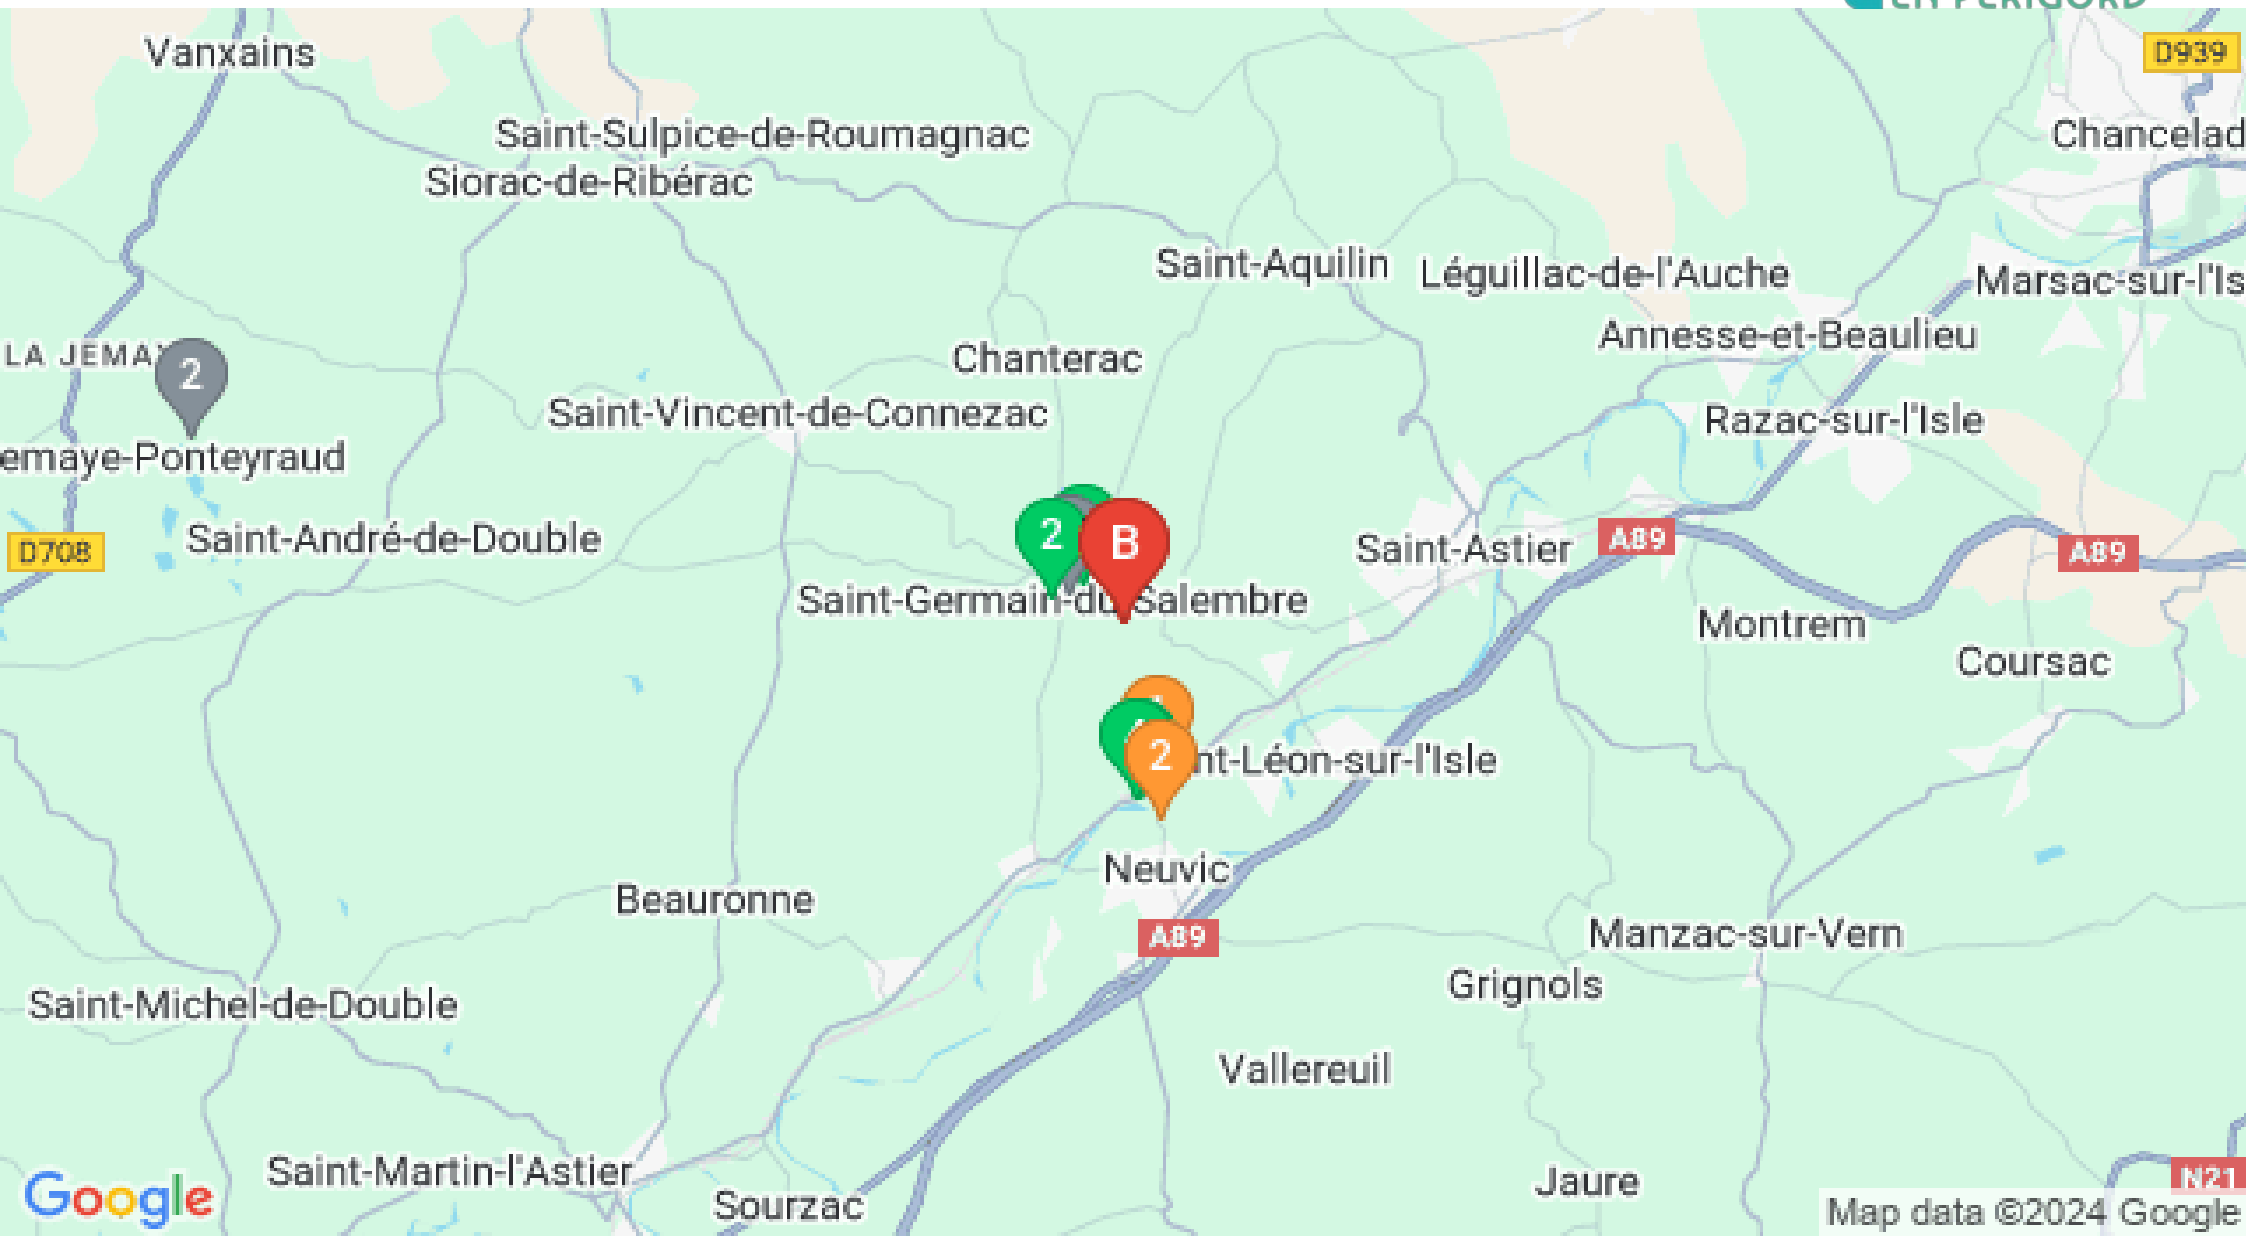 EN PÉRIGORD
Vanxains
D939
Saint-Sulpice-de-Roumagnac
Chancelad
Siorac-de-Ribérac
Saint-Aquilin
Léguillac-de-l'Auche
Marsac-sur-l'Is
Annesse-et-Beaulieu
LA JEMA
2
Chanterac
Saint-Vincent-de-Connezac
Razac-sur-l'Isle
emaye-Ponteyraud
D708
Saint-André-de-Double
2
B
Saint-Astier
A89
A89
Saint-Germain-du-Salembre
Montrem
Coursac
2
nt-Léon-sur-l'Isle
Neuvic
Beauronne
A89
Manzac-sur-Vern
Grignols
Saint-Michel-de-Double
Vallereuil
Saint-Martin-l'Astier
Jaure
N21
Google
Sourzac
Map data ©2024 Google